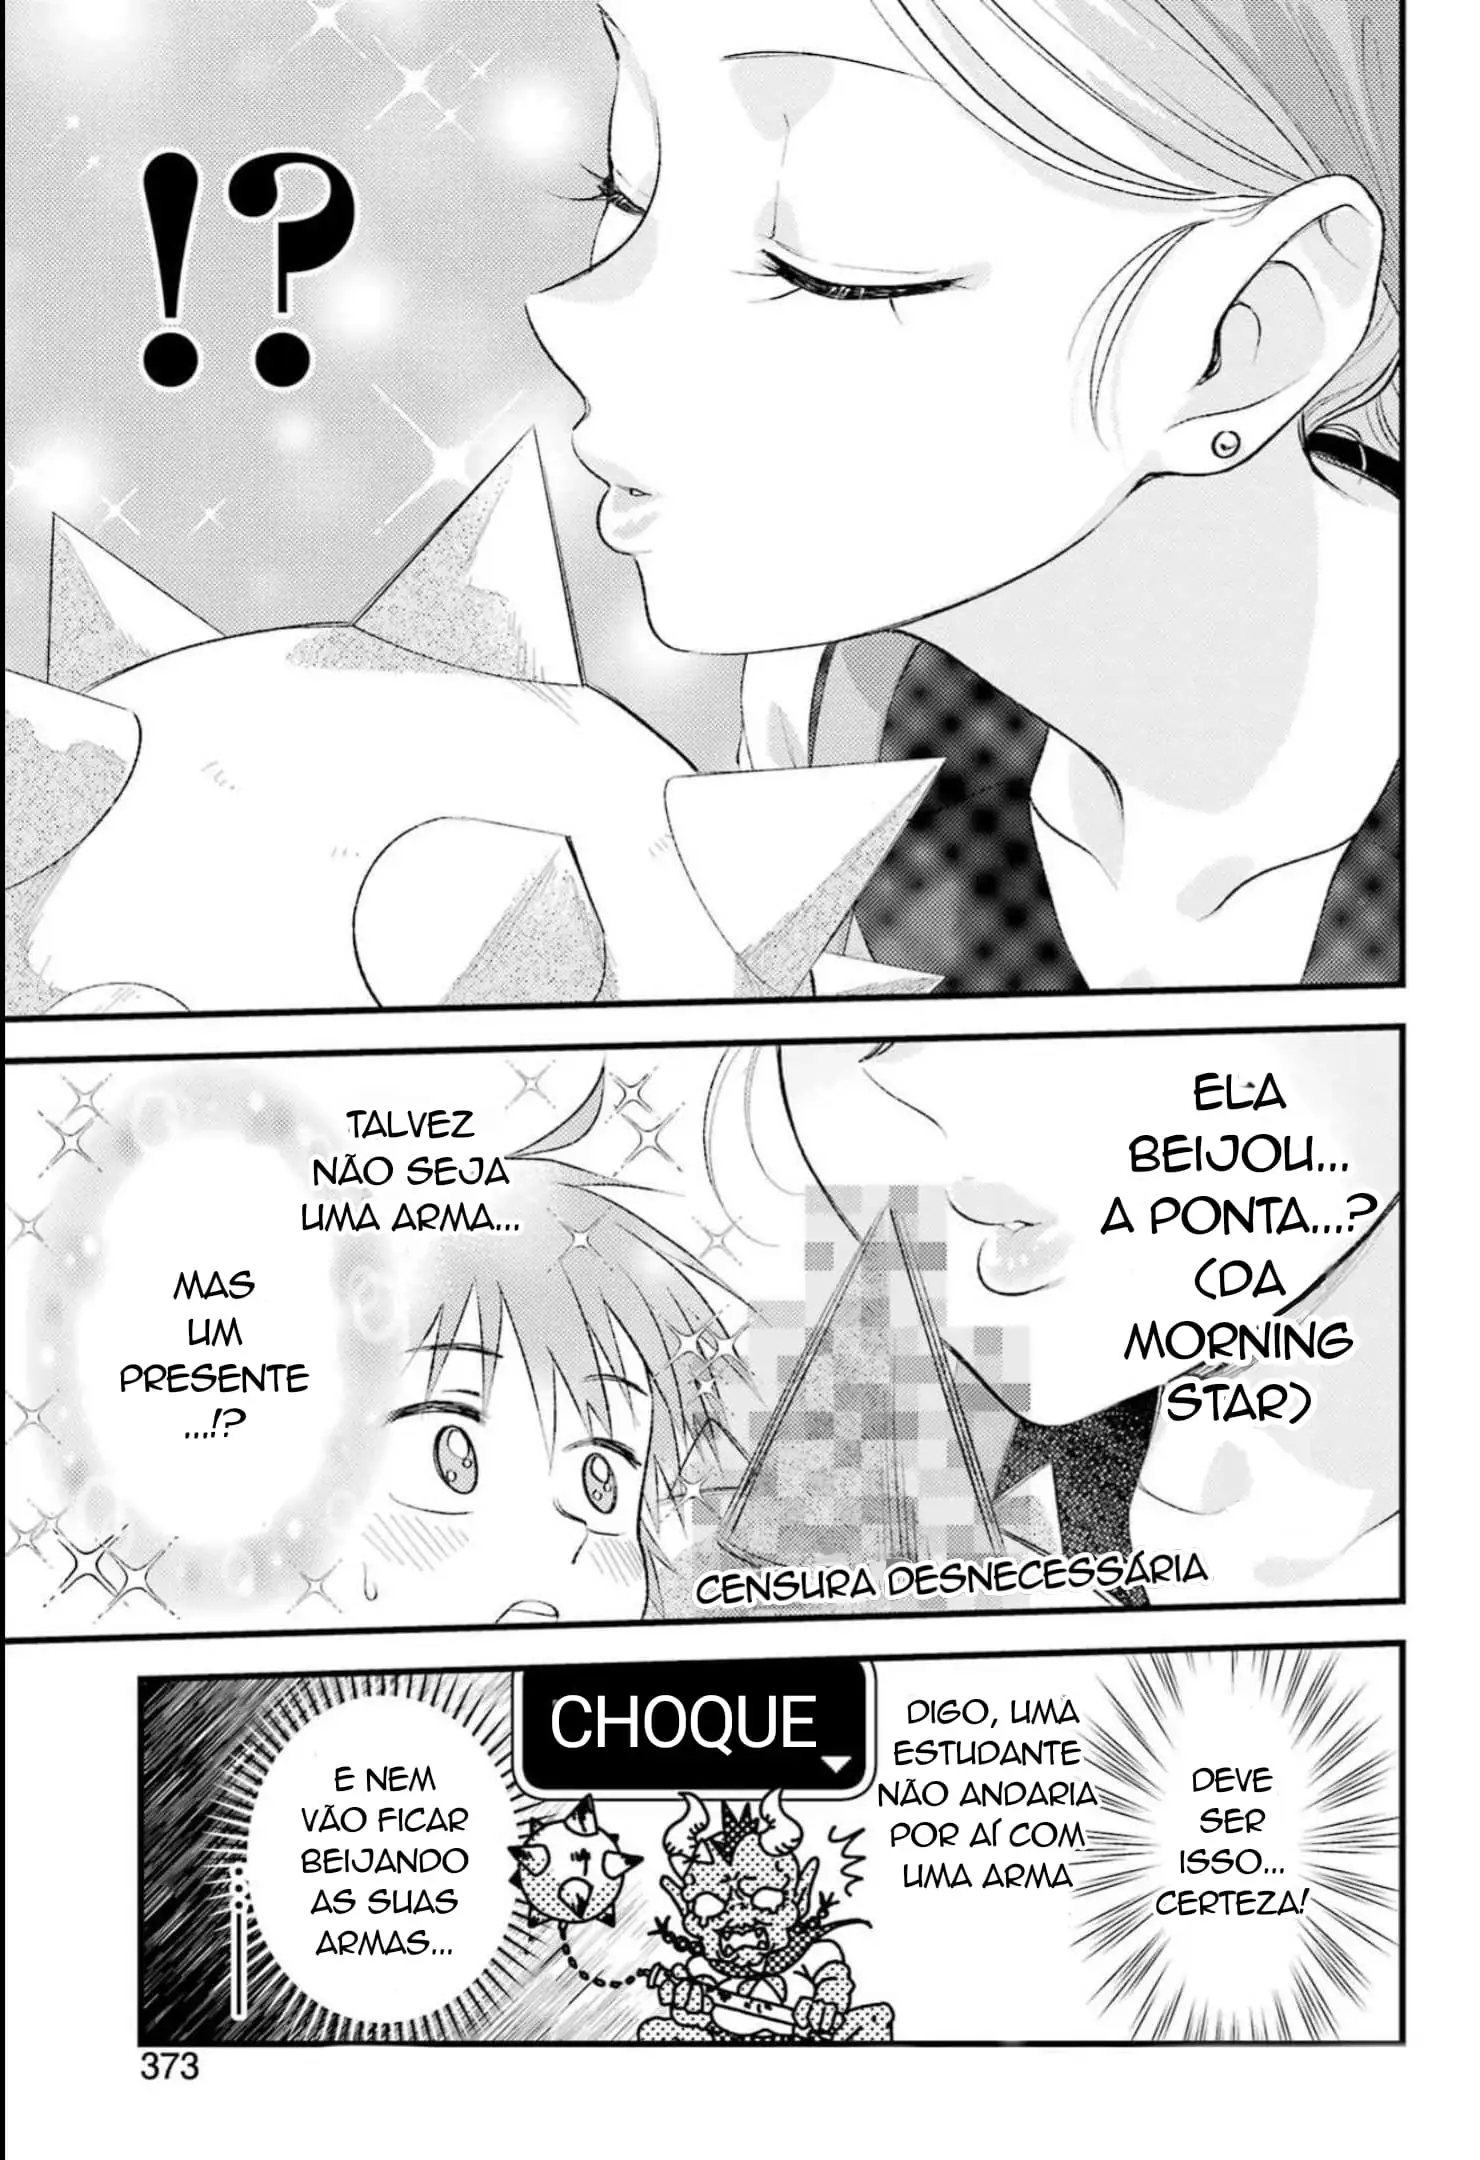 !?
ELA
BEIJOU...
A PONTA...?
(DA
MORNING
STAR)
TALVEZ
NÃO SEJA
UMA ARMA...
MAS
UM
PRESENTE
...!?
CENSURA DESNECESSÁRIA
DEVE
SER
ISSO...
CERTEZA!
DIGO, UMA
ESTUDANTE
NÃO ANDARIA
POR AÍ COM
UMA ARMA
CHOQUE
E NEM
VÃO FICAR
BEIJANDO
AS SUAS
ARMAS...
373